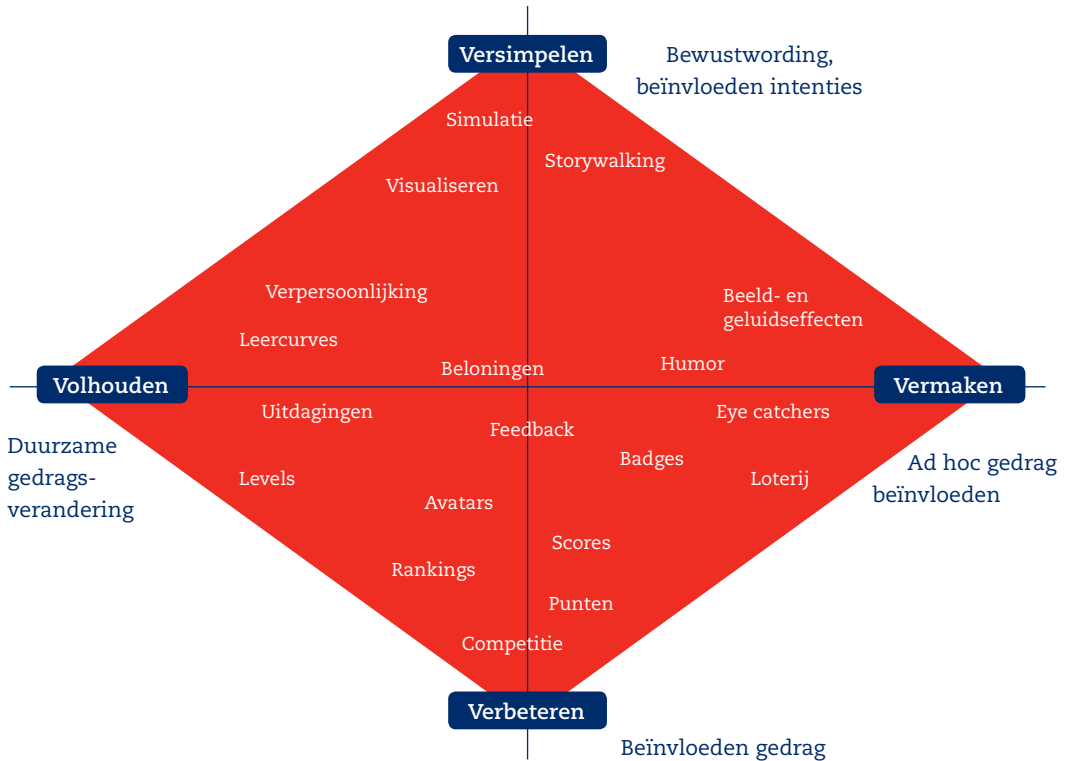 Versimpelen
Bewustwording,
beïnvloeden intenties
Simulatie
Storywalking
Visualiseren
Verpersoonlijking
Beeld- en
geluidseffecten
Leercurves
Beloningen
Humor
Volhouden
Vermaken
Uitdagingen
Eye catchers
Feedback
Duurzame
gedrags-
verandering
Badges
Ad hoc gedrag
beïnvloeden
Levels
Loterij
Avatars
Scores
Rankings
Punten
Competitie
Verbeteren
Beïnvloeden gedrag